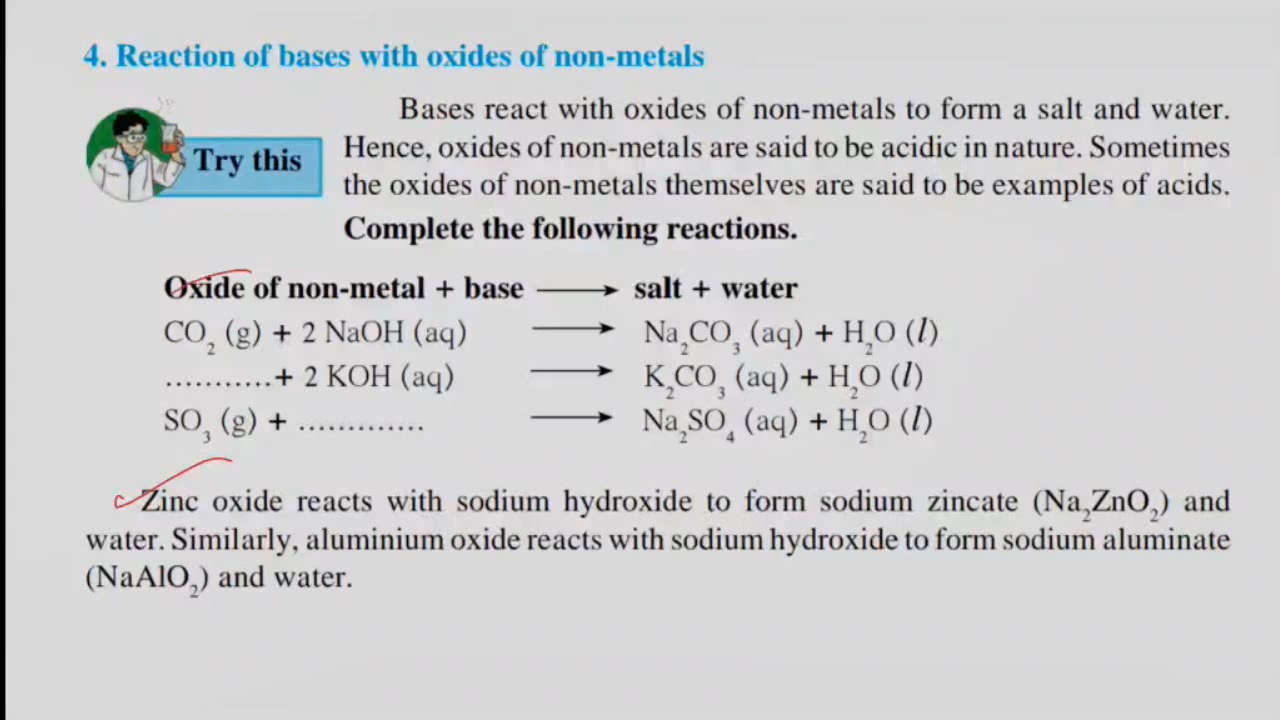 4. Reaction of bases with oxides of non-metals
Try this
Bases react with oxides of non-metals to form a salt and water.
Hence, oxides of non-metals are said to be acidic in nature. Sometimes
the oxides of non-metals themselves are said to be examples of acids.
Complete the following reactions.
Oxide of non-metal + base ⟶ salt + water
CO₂ (g) + 2 NaOH (aq) ⟶ Na₂CO₃ (aq) + H₂O (l)
...........+ 2 KOH (aq) ⟶ K₂CO₃ (aq) + H₂O (l)
SO₃ (g) + ............. ⟶ Na₂SO₄ (aq) + H₂O (l)
Zinc oxide reacts with sodium hydroxide to form sodium zincate (Na₂ZnO₂) and
water. Similarly, aluminium oxide reacts with sodium hydroxide to form sodium aluminate
(NaAlO₂) and water.